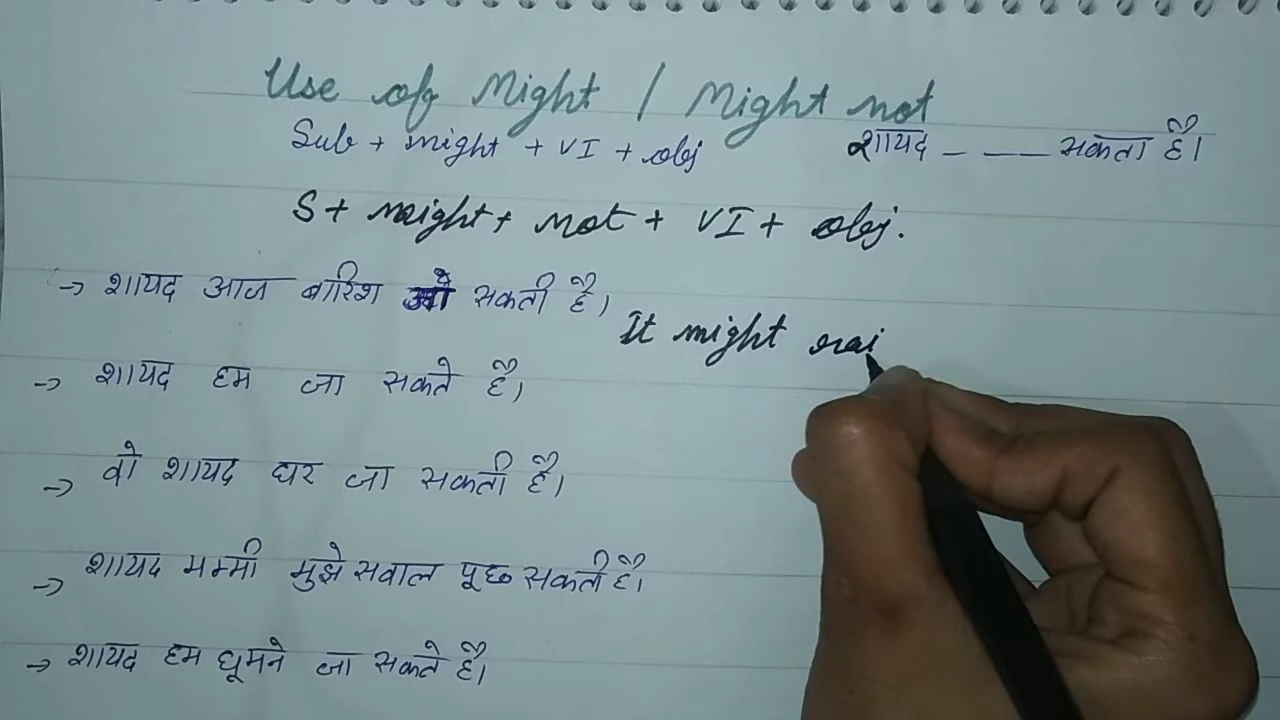 Use of Might / Might not
Sub + might + VI + obj शायद - — सकता है।
S + might + not + VI + obj.
→ शायद आज बारिश हो सकती है।
It might rai
→ शायद हम जा सकते है।
→ वो शायद घर जा सकती है।
→ शायद मम्मी मुझे सवाल पूछ सकती है।
→ शायद हम घूमने जा सकते है।